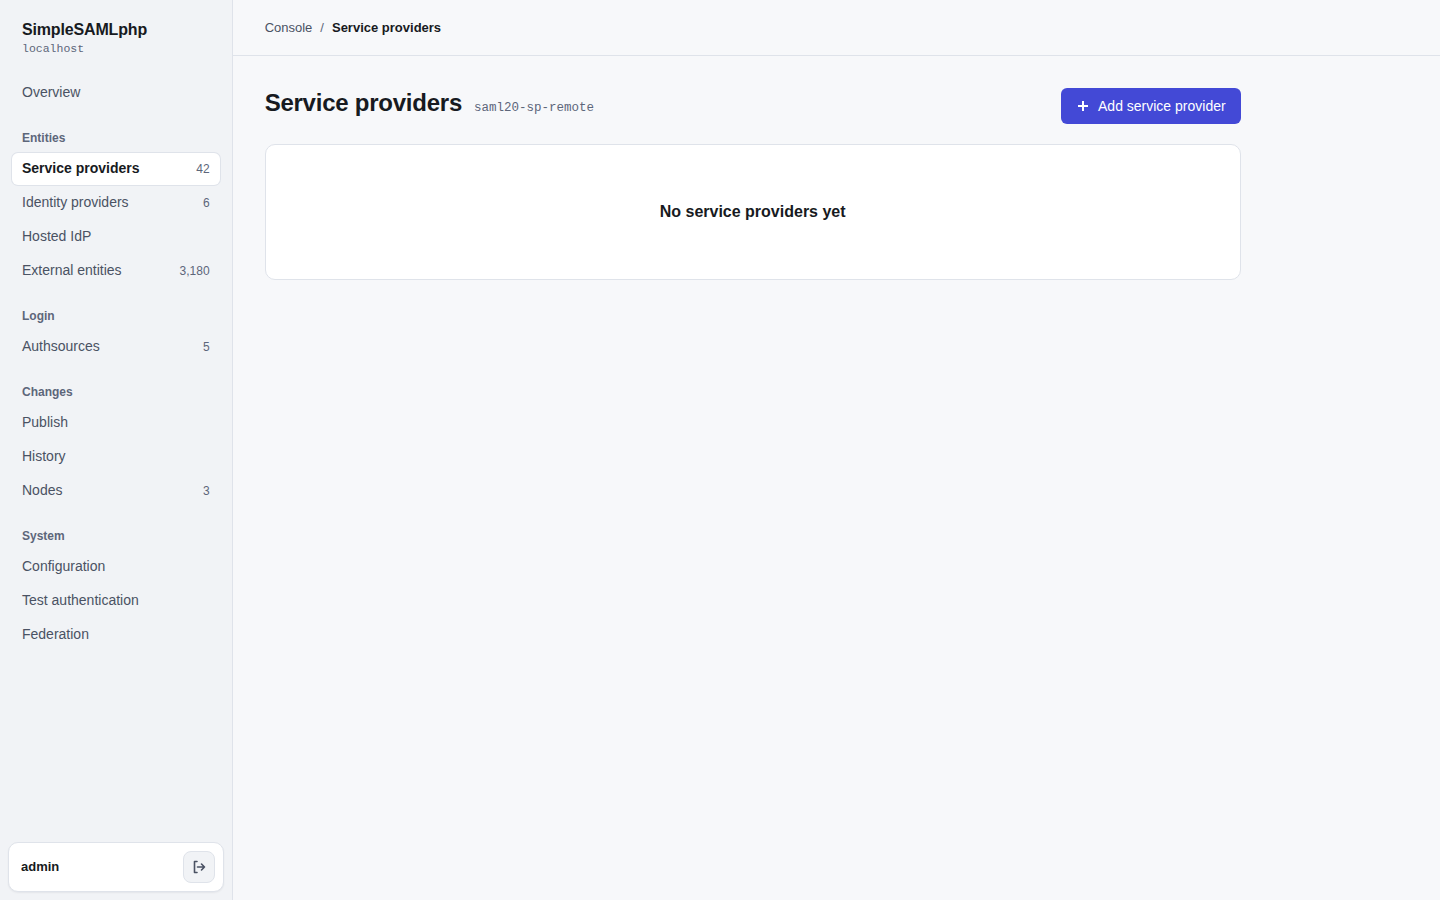 SimpleSAMLphp
localhost
Overview
Entities
Service providers 42
Identity providers 6
Hosted IdP
External entities 3,180
Login
Authsources 5
Changes
Publish
History
Nodes 3
System
Configuration
Test authentication
Federation
admin
Console / Service providers
Service providers saml20-sp-remote
Add service provider
No service providers yet